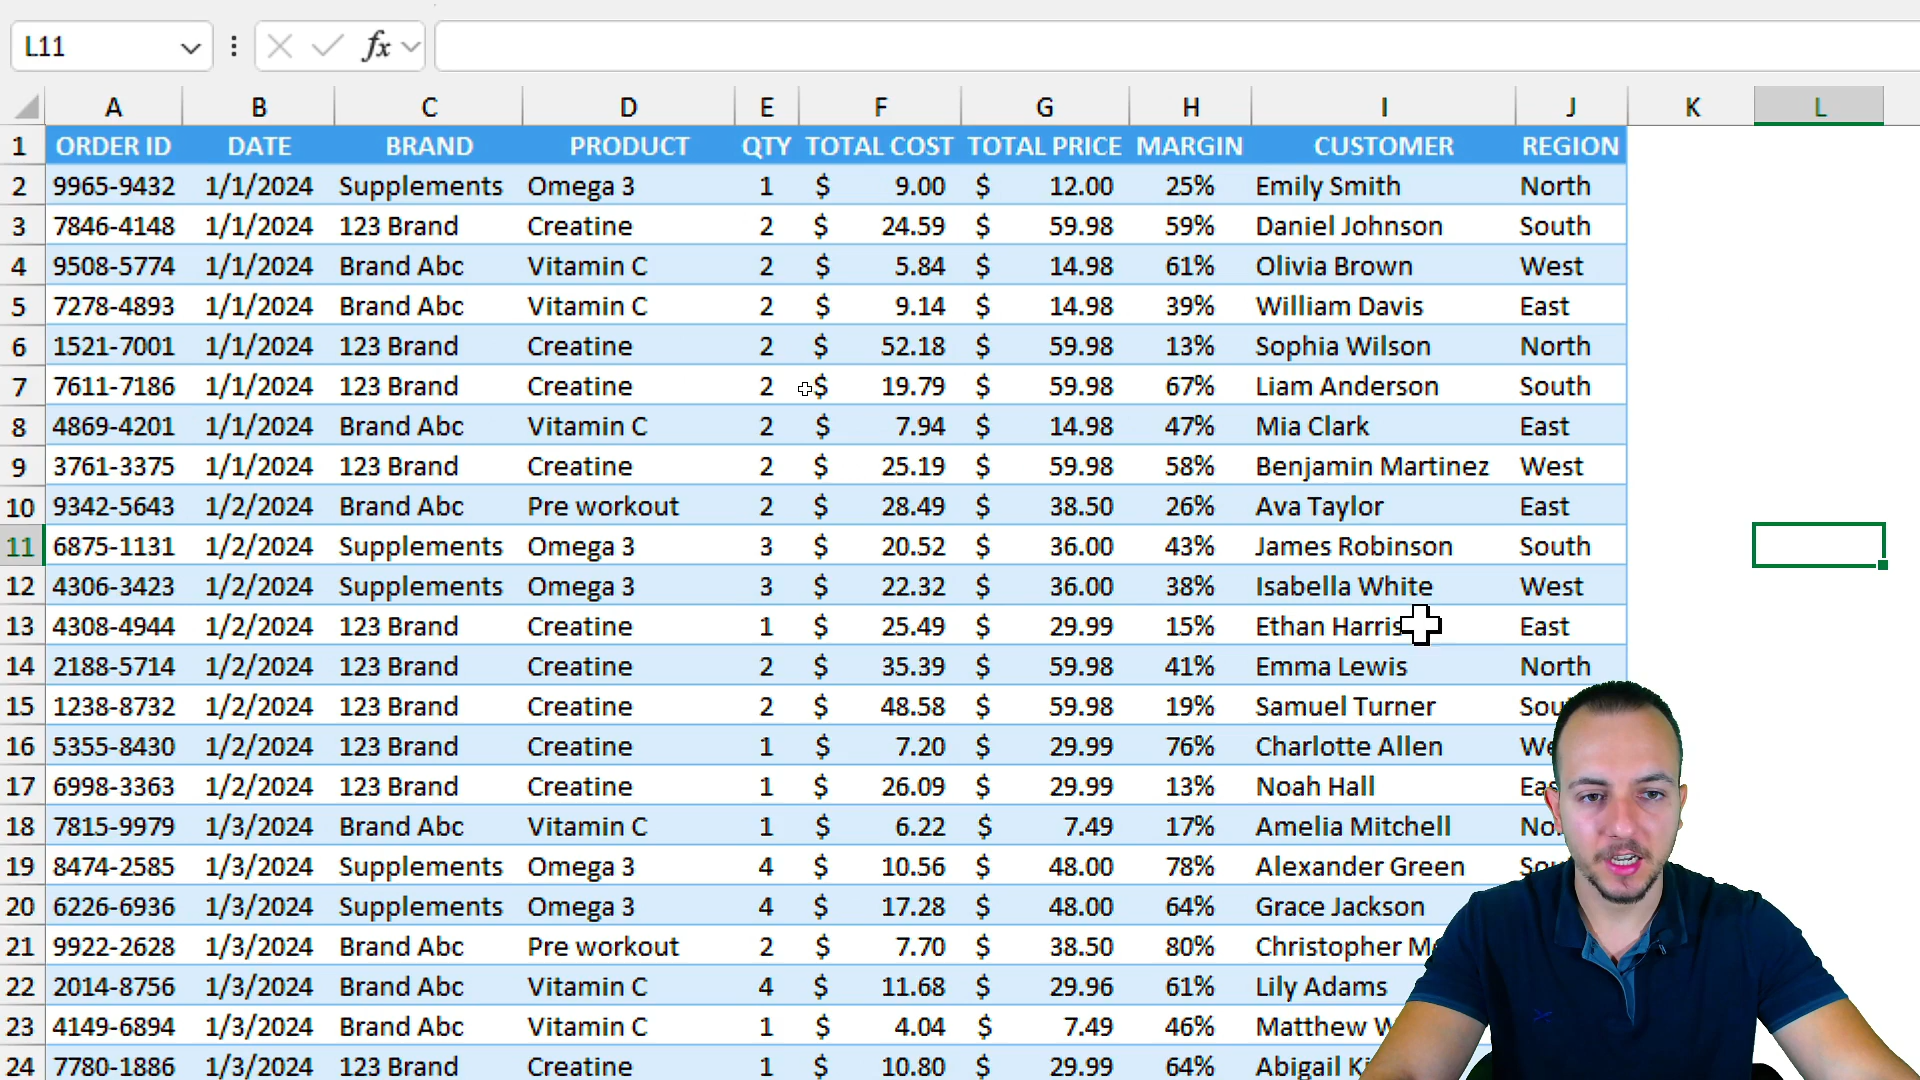 L11 fx
A B C D E F G H I J K L
1 ORDER ID DATE BRAND PRODUCT QTY TOTAL COST TOTAL PRICE MARGIN CUSTOMER REGION
2 9965-9432 1/1/2024 Supplements Omega 3 1 $ 9.00 $ 12.00 25% Emily Smith North
3 7846-4148 1/1/2024 123 Brand Creatine 2 $ 24.59 $ 59.98 59% Daniel Johnson South
4 9508-5774 1/1/2024 Brand Abc Vitamin C 2 $ 5.84 $ 14.98 61% Olivia Brown West
5 7278-4893 1/1/2024 Brand Abc Vitamin C 2 $ 9.14 $ 14.98 39% William Davis East
6 1521-7001 1/1/2024 123 Brand Creatine 2 $ 52.18 $ 59.98 13% Sophia Wilson North
7 7611-7186 1/1/2024 123 Brand Creatine 2 $ 19.79 $ 59.98 67% Liam Anderson South
8 4869-4201 1/1/2024 Brand Abc Vitamin C 2 $ 7.94 $ 14.98 47% Mia Clark East
9 3761-3375 1/1/2024 123 Brand Creatine 2 $ 25.19 $ 59.98 58% Benjamin Martinez West
10 9342-5643 1/2/2024 Brand Abc Pre workout 2 $ 28.49 $ 38.50 26% Ava Taylor East
11 6875-1131 1/2/2024 Supplements Omega 3 3 $ 20.52 $ 36.00 43% James Robinson South
12 4306-3423 1/2/2024 Supplements Omega 3 3 $ 22.32 $ 36.00 38% Isabella White West
13 4308-4944 1/2/2024 123 Brand Creatine 1 $ 25.49 $ 29.99 15% Ethan Harris East
14 2188-5714 1/2/2024 123 Brand Creatine 2 $ 35.39 $ 59.98 41% Emma Lewis North
15 1238-8732 1/2/2024 123 Brand Creatine 2 $ 48.58 $ 59.98 19% Samuel Turner
16 5355-8430 1/2/2024 123 Brand Creatine 1 $ 7.20 $ 29.99 76% Charlotte Allen
17 6998-3363 1/2/2024 123 Brand Creatine 1 $ 26.09 $ 29.99 13% Noah Hall
18 7815-9979 1/3/2024 Brand Abc Vitamin C 1 $ 6.22 $ 7.49 17% Amelia Mitchell
19 8474-2585 1/3/2024 Supplements Omega 3 4 $ 10.56 $ 48.00 78% Alexander Green
20 6226-6936 1/3/2024 Supplements Omega 3 4 $ 17.28 $ 48.00 64% Grace Jackson
21 9922-2628 1/3/2024 Brand Abc Pre workout 2 $ 7.70 $ 38.50 80% Christopher
22 2014-8756 1/3/2024 Brand Abc Vitamin C 4 $ 11.68 $ 29.96 61% Lily Adams
23 4149-6894 1/3/2024 Brand Abc Vitamin C 1 $ 4.04 $ 7.49 46% Matthew
24 7780-1886 1/3/2024 123 Brand Creatine 1 $ 10.80 $ 29.99 64% Abigail